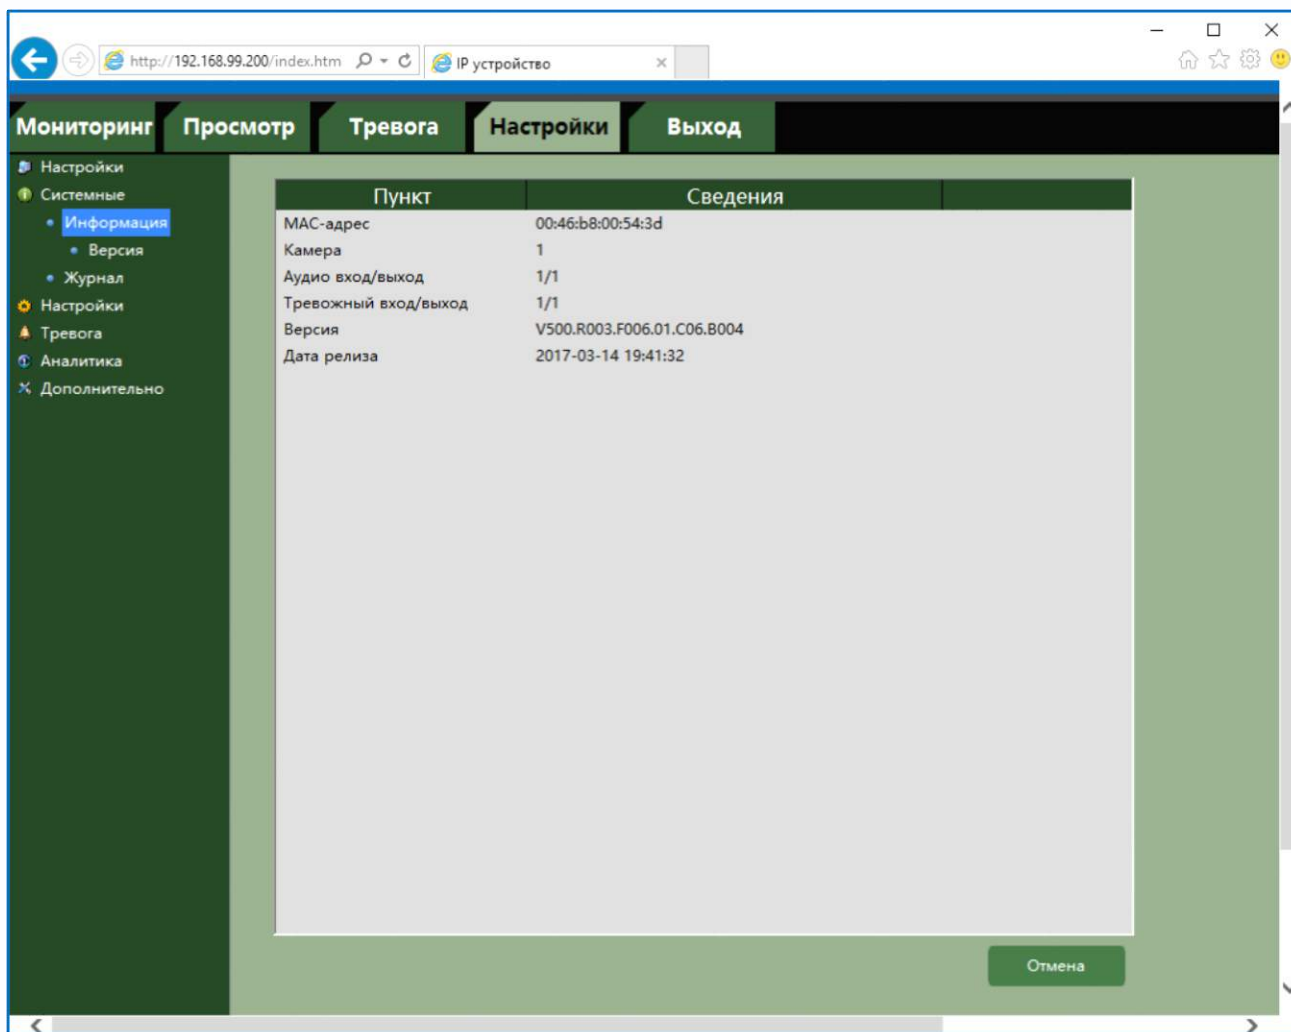 http://192.168.99.200/index.htm IP устройство
Мониторинг Просмотр Тревога Настройки Выход
Настройки
Системные
Информация
Версия
Журнал
Настройки
Тревога
Аналитика
Дополнительно
Пункт Сведения
MAC-адрес 00:46:b8:00:54:3d
Камера 1
Аудио вход/выход 1/1
Тревожный вход/выход 1/1
Версия V500.R003.F006.01.C06.B004
Дата релиза 2017-03-14 19:41:32
Отмена